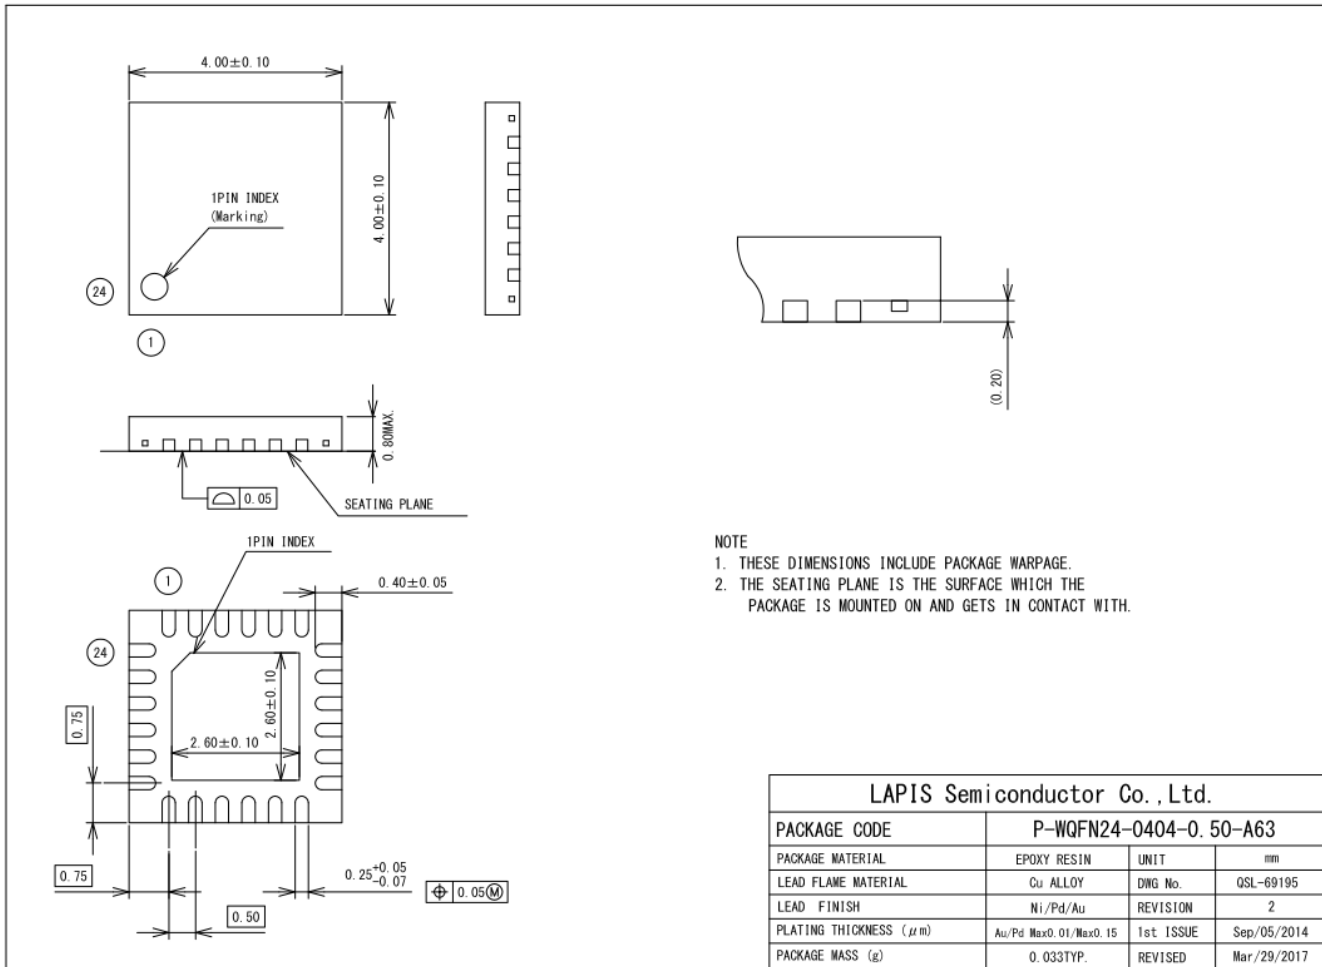 4.00±0.10
1PIN INDEX
(Marking)
4.00±0.10
24
1
(0.20)
0.80MAX.
0.05
SEATING PLANE
1PIN INDEX
NOTE
1. THESE DIMENSIONS INCLUDE PACKAGE WARPAGE.
2. THE SEATING PLANE IS THE SURFACE WHICH THE
PACKAGE IS MOUNTED ON AND GETS IN CONTACT WITH.
1
0.40±0.05
24
2.60±0.10
2.60±0.10
0.75
0.75
0.25+0.05
-0.07
0.05Ⓜ
0.50
LAPIS Semiconductor Co.,Ltd.
PACKAGE CODE P-WQFN24-0404-0.50-A63
PACKAGE MATERIAL EPOXY RESIN UNIT mm
LEAD FLAME MATERIAL Cu ALLOY DWG No. QSL-69195
LEAD FINISH Ni/Pd/Au REVISION 2
PLATING THICKNESS (μm) Au/Pd Max0.01/Max0.15 1st ISSUE Sep/05/2014
PACKAGE MASS (g) 0.033TYP. REVISED Mar/29/2017